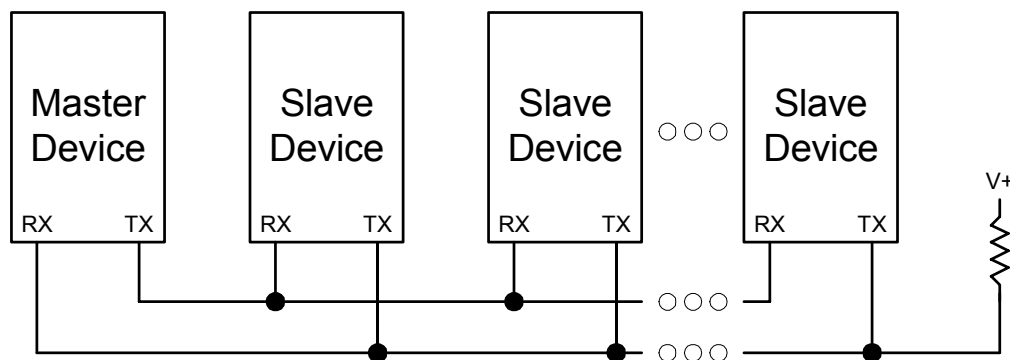 Master
Device
Slave
Device
Slave
Device
Slave
Device
RX TX
RX TX
RX TX
RX TX
V+